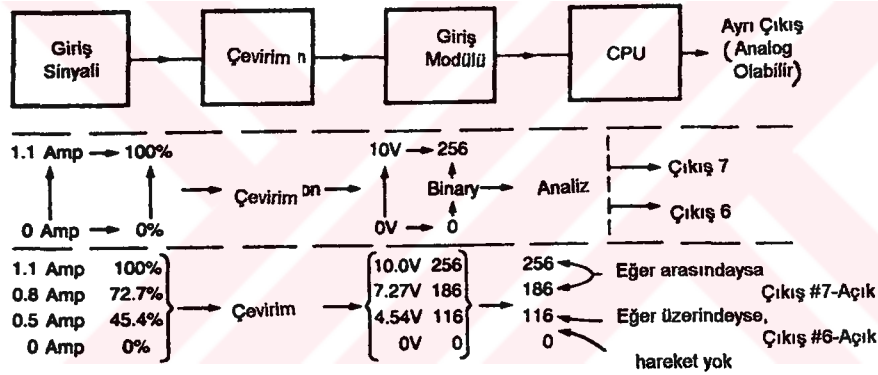 Giriş Sinyali
Çevirim n
Giriş Modülü
CPU
Ayrı Çıkış
(Analog
Olabilir)
1.1 Amp → 100%
10V → 256
Çıkış 7
Çevirim on
Binary
Analiz
Çıkış 6
0 Amp → 0%
0V → 0
1.1 Amp 100%
10.0V 256
256
Eğer arasındaysa
0.8 Amp 72.7%
7.27V 186
186
Çıkış #7-Açık
Çevirim
0.5 Amp 45.4%
4.54V 116
116
Eğer üzerindeyse,
Çıkış #6-Açık
0 Amp 0%
0V 0
0
hareket yok